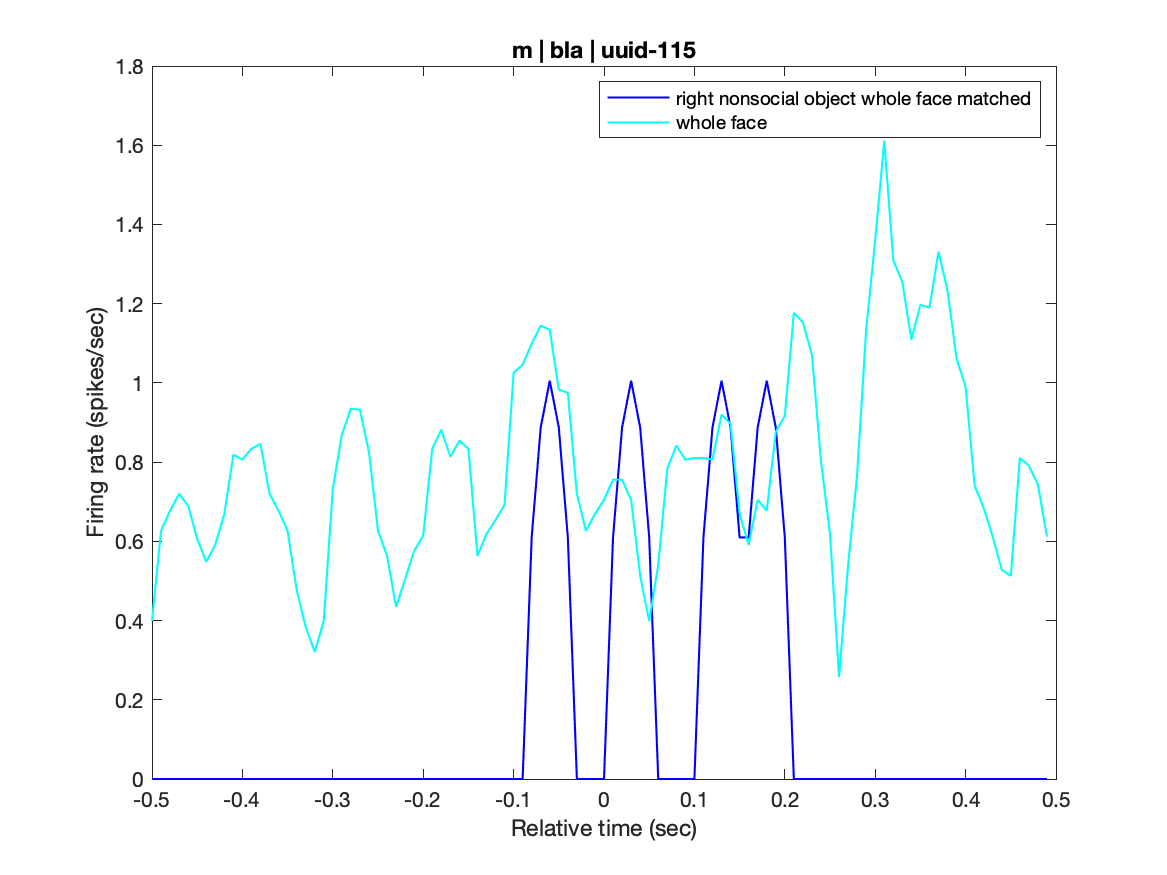 m | bla | uuid-115
right nonsocial object whole face matched
whole face
Firing rate (spikes/sec)
1.8
1.6
1.4
1.2
1
0.8
0.6
0.4
0.2
0
-0.5 -0.4 -0.3 -0.2 -0.1 0 0.1 0.2 0.3 0.4 0.5
Relative time (sec)